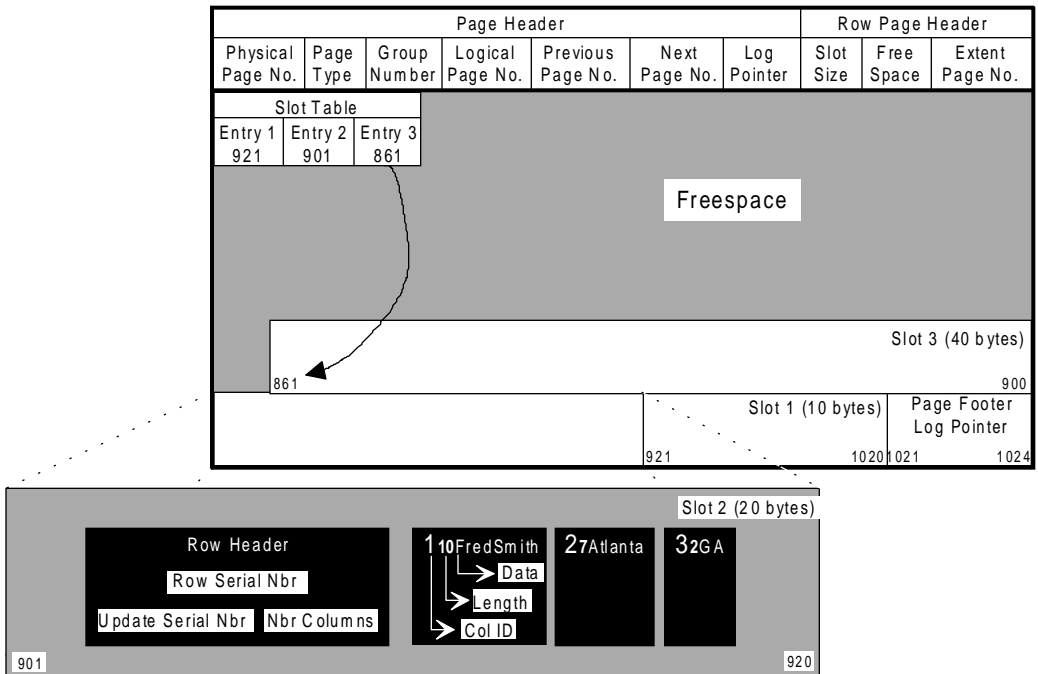 Page Header
Row Page Header
Physical Page No.
Page Type
Group Number
Logical Page No.
Previous Page No.
Next Page No.
Log Pointer
Slot Size
Free Space
Extent Page No.
Slot Table
Entry 1 921
Entry 2 901
Entry 3 861
Freespace
Slot 3 (40 bytes)
861
900
Slot 1 (10 bytes)
921
1020
Page Footer Log Pointer
1021
1024
Slot 2 (20 bytes)
Row Header
Row Serial Nbr
Update Serial Nbr
Nbr Columns
1 10 FredSmith
Data
Length
Col ID
2 7 Atlanta
3 2 GA
901
920